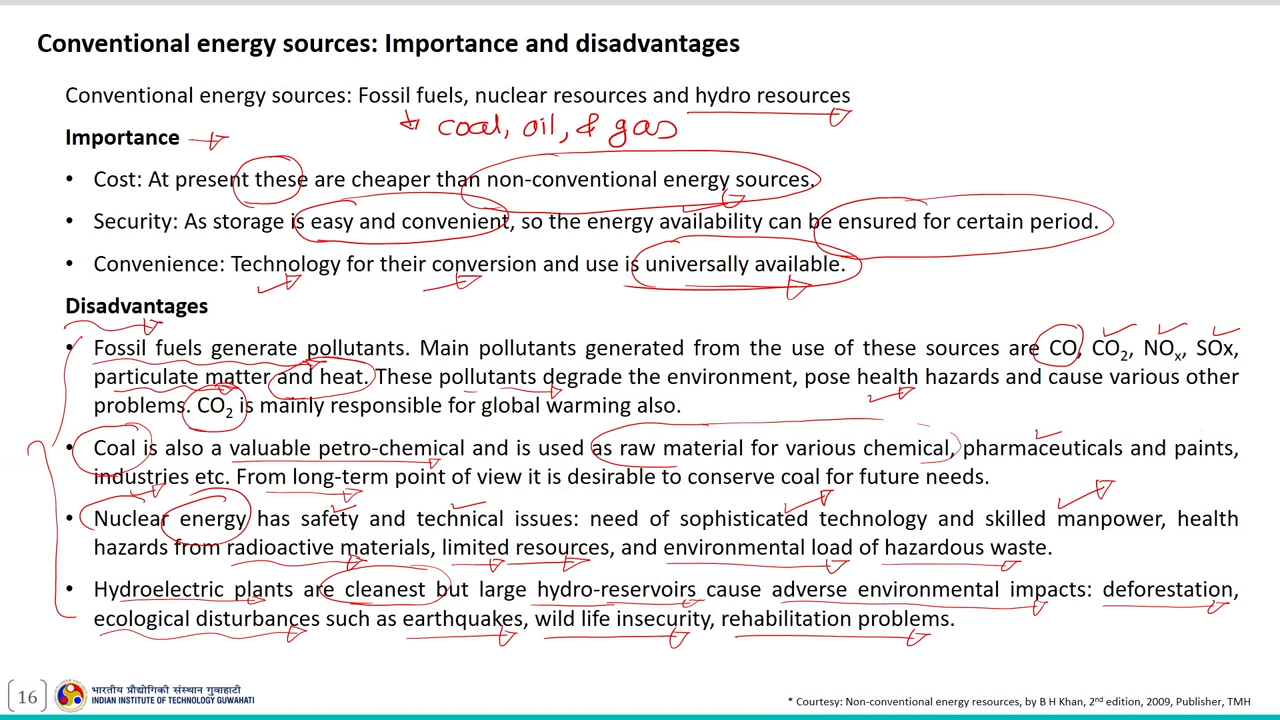 Conventional energy sources: Importance and disadvantages
Conventional energy sources: Fossil fuels, nuclear resources and hydro resources
coal, oil, & gas
Importance
• Cost: At present these are cheaper than non-conventional energy sources.
• Security: As storage is easy and convenient, so the energy availability can be ensured for certain period.
• Convenience: Technology for their conversion and use is universally available.
Disadvantages
• Fossil fuels generate pollutants. Main pollutants generated from the use of these sources are CO, CO₂, NOₓ, SOx,
particulate matter and heat. These pollutants degrade the environment, pose health hazards and cause various other
problems. CO₂ is mainly responsible for global warming also.
• Coal is also a valuable petro-chemical and is used as raw material for various chemical, pharmaceuticals and paints,
industries etc. From long-term point of view it is desirable to conserve coal for future needs.
• Nuclear energy has safety and technical issues: need of sophisticated technology and skilled manpower, health
hazards from radioactive materials, limited resources, and environmental load of hazardous waste.
• Hydroelectric plants are cleanest but large hydro-reservoirs cause adverse environmental impacts: deforestation,
ecological disturbances such as earthquakes, wild life insecurity, rehabilitation problems.
16
भारतीय प्रौद्योगिकी संस्थान गुवाहाटी
INDIAN INSTITUTE OF TECHNOLOGY GUWAHATI
* Courtesy: Non-conventional energy resources, by B H Khan, 2nd edition, 2009, Publisher, TMH